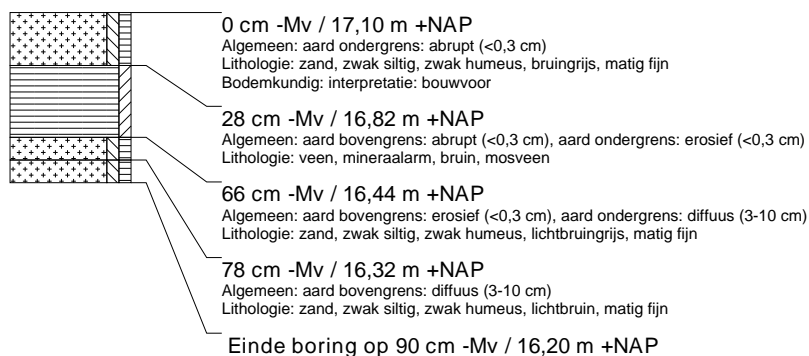 0 cm -Mv / 17,10 m +NAP
Algemeen: aard ondergrens: abrupt (<0,3 cm)
Lithologie: zand, zwak siltig, zwak humeus, bruingrijs, matig fijn
Bodemkundig: interpretatie: bouwvoor
28 cm -Mv / 16,82 m +NAP
Algemeen: aard bovengrens: abrupt (<0,3 cm), aard ondergrens: erosief (<0,3 cm)
Lithologie: veen, mineraalarm, bruin, mosveen
66 cm -Mv / 16,44 m +NAP
Algemeen: aard bovengrens: erosief (<0,3 cm), aard ondergrens: diffuus (3-10 cm)
Lithologie: zand, zwak siltig, zwak humeus, lichtbruingrijs, matig fijn
78 cm -Mv / 16,32 m +NAP
Algemeen: aard bovengrens: diffuus (3-10 cm)
Lithologie: zand, zwak siltig, zwak humeus, lichtbruin, matig fijn
Einde boring op 90 cm -Mv / 16,20 m +NAP